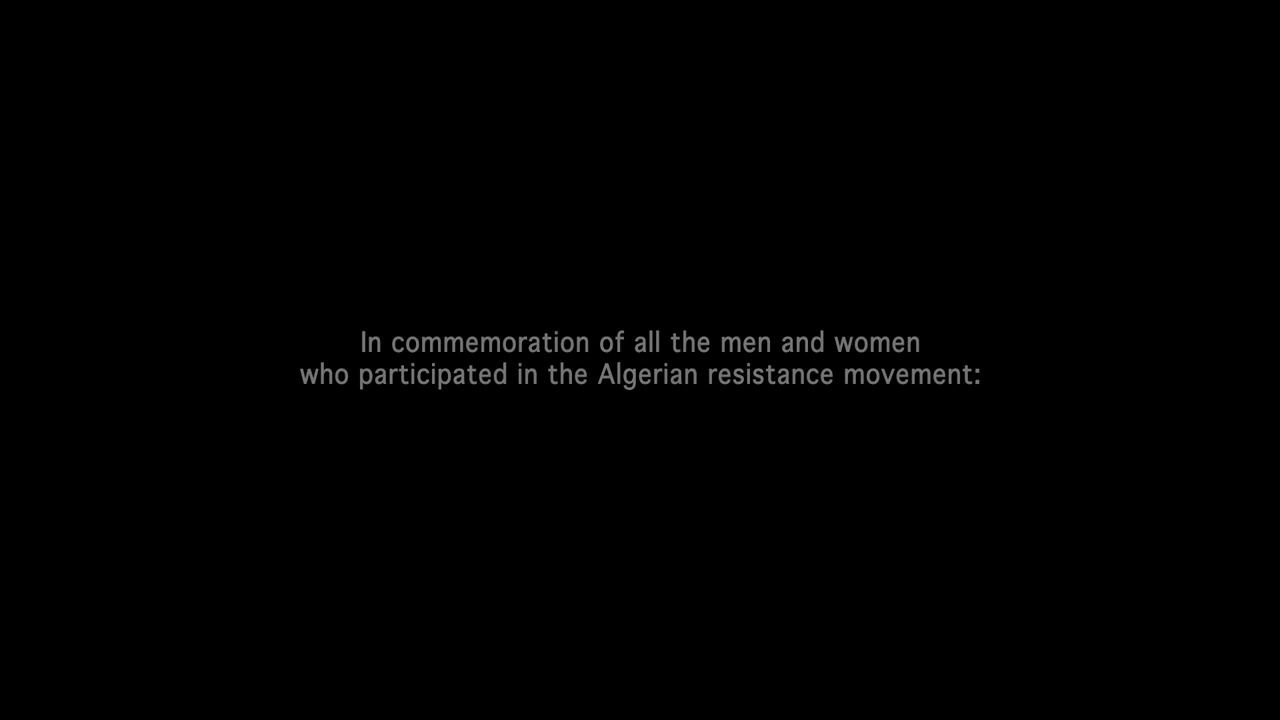 In commemoration of all the men and women
who participated in the Algerian resistance movement: